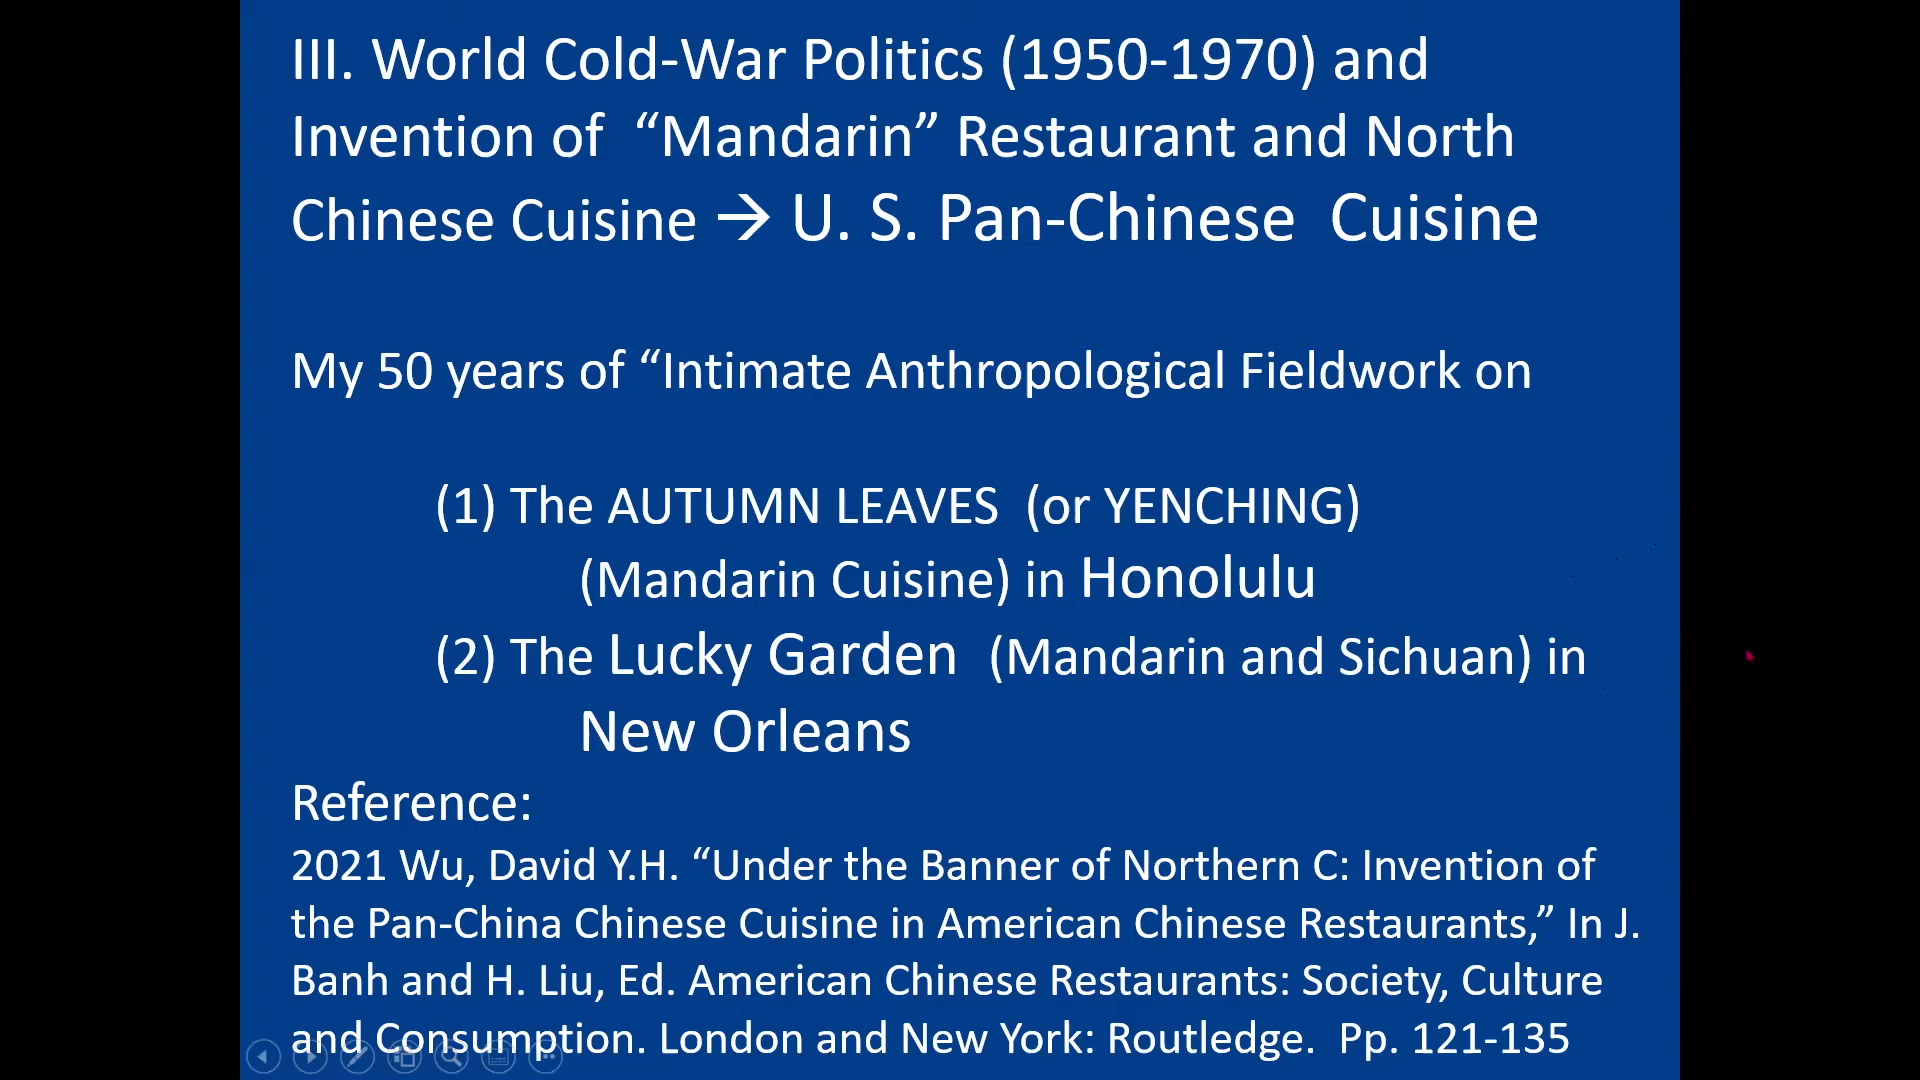 III. World Cold-War Politics (1950-1970) and
Invention of “Mandarin” Restaurant and North
Chinese Cuisine → U. S. Pan-Chinese Cuisine
My 50 years of “Intimate Anthropological Fieldwork on
(1) The AUTUMN LEAVES (or YENCHING)
(Mandarin Cuisine) in Honolulu
(2) The Lucky Garden (Mandarin and Sichuan) in
New Orleans
Reference:
2021 Wu, David Y.H. “Under the Banner of Northern C: Invention of
the Pan-China Chinese Cuisine in American Chinese Restaurants,” In J.
Banh and H. Liu, Ed. American Chinese Restaurants: Society, Culture
and Consumption. London and New York: Routledge. Pp. 121-135